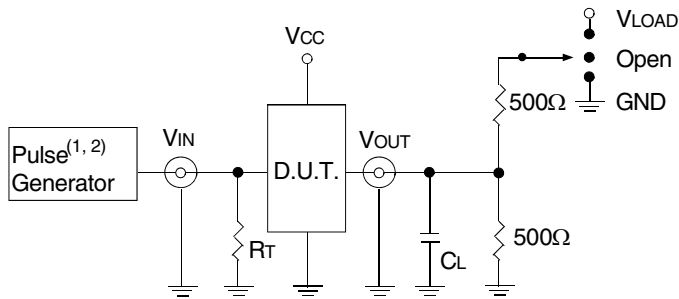 VLOAD
VCC
Open
500Ω
GND
VIN
VOUT
Pulse(1, 2)
Generator
D.U.T.
RT
CL
500Ω